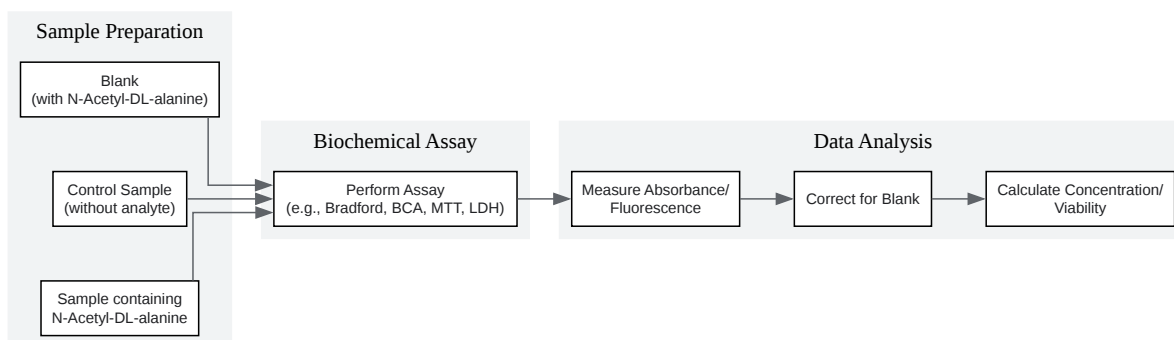 Sample Preparation
Blank
(with N-Acetyl-DL-alanine)
Control Sample
(without analyte)
Sample containing
N-Acetyl-DL-alanine
Biochemical Assay
Perform Assay
(e.g., Bradford, BCA, MTT, LDH)
Data Analysis
Measure Absorbance/
Fluorescence
Correct for Blank
Calculate Concentration/
Viability